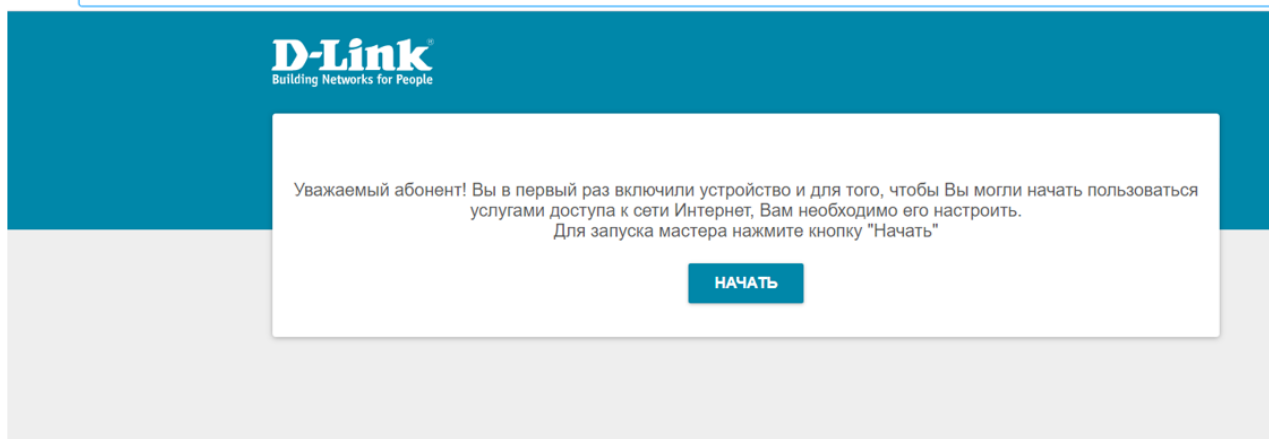 D-Link
Building Networks for People
Уважаемый абонент! Вы в первый раз включили устройство и для того, чтобы Вы могли начать пользоваться
услугами доступа к сети Интернет, Вам необходимо его настроить.
Для запуска мастера нажмите кнопку "Начать"
НАЧАТЬ